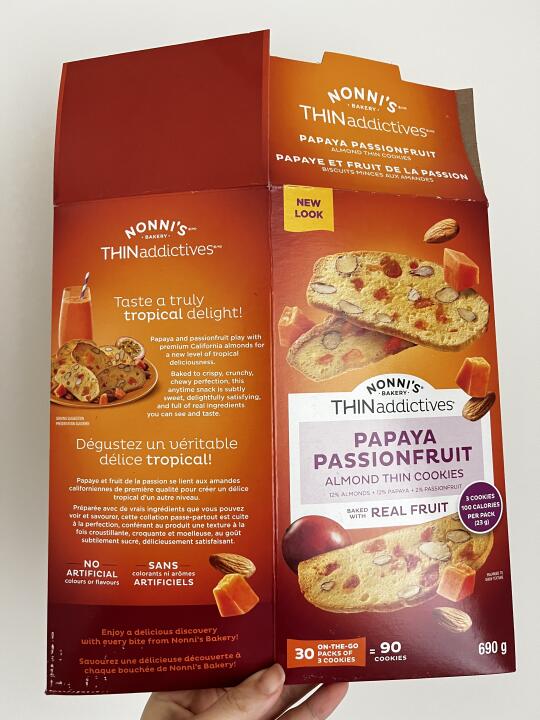 NONNI'S
BAKERY
THINaddictives
PAPAYA PASSIONFRUIT
ALMOND THIN COOKIES
PAPAYE ET FRUIT DE LA PASSION
BISCUITS MINCES AUX AMANDES
NONNI'S
BAKERY
THINaddictives
Taste a truly
tropical delight!
Papaya and passionfruit play with
premium California almonds for
a new level of tropical
deliciousness.
Baked to crispy, crunchy,
chewy perfection, this
anytime snack is subtly
sweet, delightfully satisfying,
and full of real ingredients
you can see and taste.
Dégustez un véritable
délice tropical!
Papaye et fruit de la passion se lient aux amandes
californiennes de première qualité pour créer un délice
tropical d'un autre niveau.
Préparée avec de vrais ingrédients que vous pouvez
voir et savourer, cette collation passe-partout est cuite
à la perfection, conférant au produit une texture à la
fois croustillante, croquante et moelleuse, au goût
subtilement sucré, délicieusement satisfaisant.
NO
ARTIFICIAL
colours or flavours
SANS
colorants ni arômes
ARTIFICIELS
Enjoy a delicious discovery
with every bite from Nonni's Bakery!
Savourez une délicieuse découverte à
chaque bouchée de Nonni's Bakery!
NEW
LOOK
NONNI'S
BAKERY
THINaddictives
PAPAYA
PASSIONFRUIT
ALMOND THIN COOKIES
12% ALMONDS • 12% PAPAYA • 2% PASSIONFRUIT
BAKED
WITH REAL FRUIT
3 COOKIES
100 CALORIES
PER PACK
(23 g)
30 ON-THE-GO
PACKS OF
3 COOKIES
= 90
COOKIES
690 g